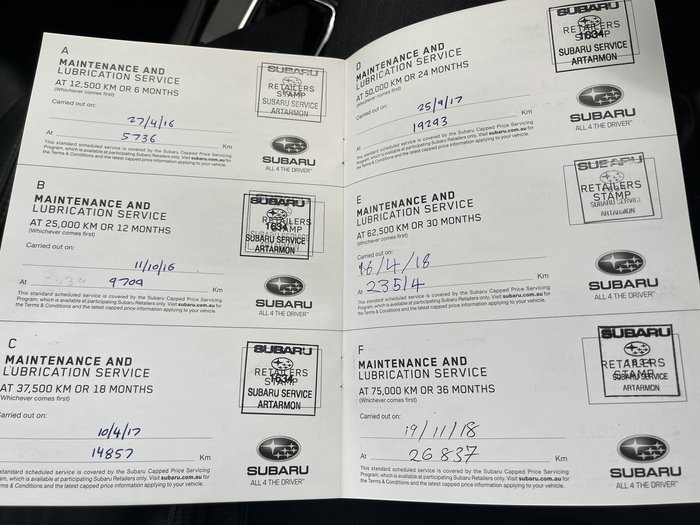 A
MAINTENANCE AND
LUBRICATION SERVICE
AT 12,500 KM OR 6 MONTHS
(Whichever comes first)
Carried out on:
27/4/16
At 5736 Km
This standard scheduled service is covered by the Subaru Capped Price Servicing
Program, which is available at participating Subaru Retailers only. Visit subaru.com.au for
the Terms & Conditions and the latest capped price information applying to your vehicle.
SUBARU
RETAILERS
STAMP
SUBARU SERVICE
ARTARMON
SUBARU
ALL 4 THE DRIVER
B
MAINTENANCE AND
LUBRICATION SERVICE
AT 25,000 KM OR 12 MONTHS
(Whichever comes first)
Carried out on:
11/10/16
At 9709 Km
This standard scheduled service is covered by the Subaru Capped Price Servicing
Program, which is available at participating Subaru Retailers only. Visit subaru.com.au for
the Terms & Conditions and the latest capped price information applying to your vehicle.
SUBARU
RETAILERS
STAMP
1634
SUBARU SERVICE
ARTARMON
SUBARU
ALL 4 THE DRIVER
C
MAINTENANCE AND
LUBRICATION SERVICE
AT 37,500 KM OR 18 MONTHS
(Whichever comes first)
Carried out on:
10/4/17
At 14857 Km
This standard scheduled service is covered by the Subaru Capped Price Servicing
Program, which is available at participating Subaru Retailers only. Visit subaru.com.au for
the Terms & Conditions and the latest capped price information applying to your vehicle.
SUBARU
RETAILERS
STAMP
1634
SUBARU SERVICE
ARTARMON
SUBARU
ALL 4 THE DRIVER
D
MAINTENANCE AND
LUBRICATION SERVICE
AT 50,000 KM OR 24 MONTHS
(Whichever comes first)
Carried out on:
25/9/17
At 19293 Km
This standard scheduled service is covered by the Subaru Capped Price Servicing
Program, which is available at participating Subaru Retailers only. Visit subaru.com.au for
the Terms & Conditions and the latest capped price information applying to your vehicle.
SUBARU
RETAILERS
STAMP
1634
SUBARU SERVICE
ARTARMON
SUBARU
ALL 4 THE DRIVER
E
MAINTENANCE AND
LUBRICATION SERVICE
AT 62,500 KM OR 30 MONTHS
(Whichever comes first)
Carried out on:
16/4/18
At 23514 Km
This standard scheduled service is covered by the Subaru Capped Price Servicing
Program, which is available at participating Subaru Retailers only. Visit subaru.com.au for
the Terms & Conditions and the latest capped price information applying to your vehicle.
SUBARU
RETAILERS
STAMP
SUBARU SERVICE
ARTARMON
SUBARU
ALL 4 THE DRIVER
F
MAINTENANCE AND
LUBRICATION SERVICE
AT 75,000 KM OR 36 MONTHS
(Whichever comes first)
Carried out on:
19/11/18
At 26837 Km
This standard scheduled service is covered by the Subaru Capped Price Servicing
Program, which is available at participating Subaru Retailers only. Visit subaru.com.au for
the Terms & Conditions and the latest capped price information applying to your vehicle.
SUBARU
RETAILERS
STAMP
SUBARU SERVICE
ARTARMON
SUBARU
ALL 4 THE DRIVER